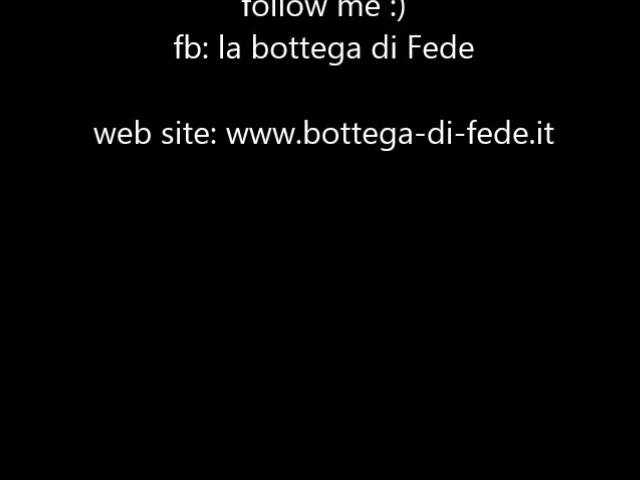 follow me :)
fb: la bottega di Fede
web site: www.bottega-di-fede.it